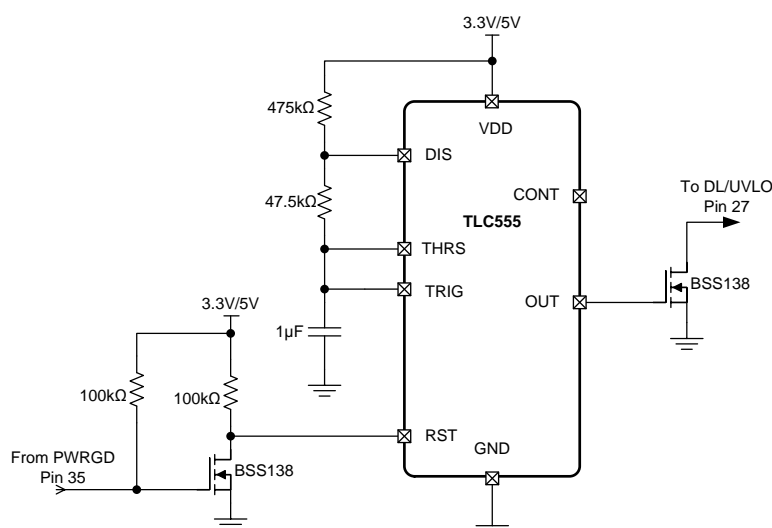 3.3V/5V
475kΩ
VDD
DIS
To DL/UVLO
Pin 27
CONT
47.5kΩ
TLC555
THRS
TRIG
BSS138
OUT
3.3V/5V
1µF
100kΩ
100kΩ
RST
GND
From PWRGD
Pin 35
BSS138